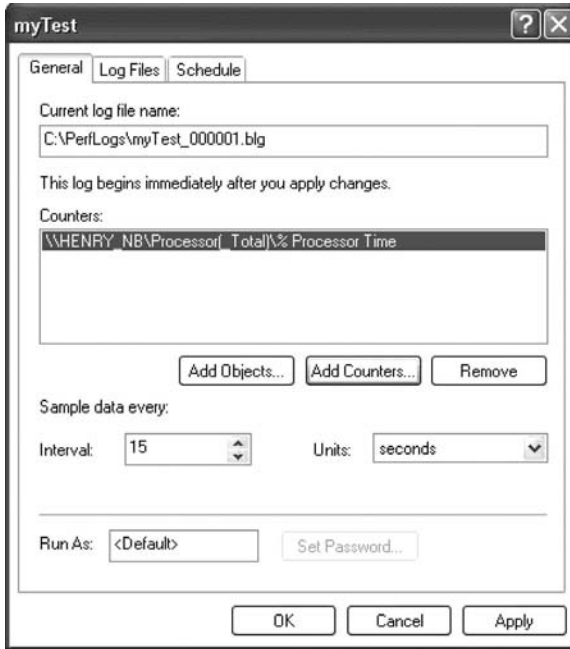 myTest
General Log Files Schedule
Current log file name:
C:\PerfLogs\myTest_000001.blg
This log begins immediately after you apply changes.
Counters:
\\HENRY_NB\Processor(_Total)\% Processor Time
Add Objects... Add Counters... Remove
Sample data every:
Interval: 15 Units: seconds
Run As: <Default> Set Password...
OK Cancel Apply